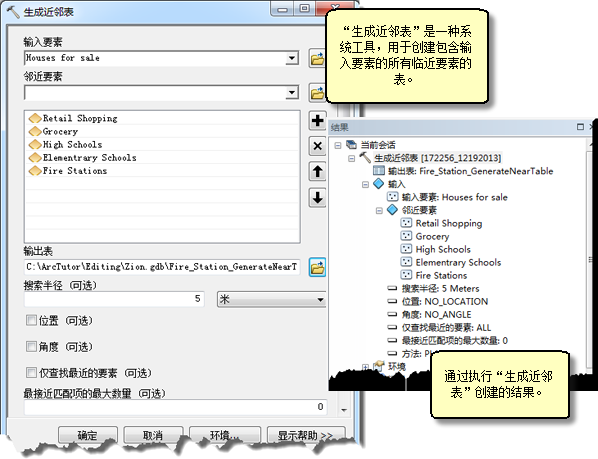 生成近邻表
输入要素
Houses for sale
邻近要素
Retail Shopping
Grocery
High Schools
Elementrary Schools
Fire Stations
输出表
C:\ArcTutor\Editing\Zion.gdb\Fire_Station_GenerateNearT
搜索半径 (可选)
5
米
位置 (可选)
角度 (可选)
仅查找最近的要素 (可选)
最接近匹配项的最大数量 (可选)
0
确定
取消
环境...
显示帮助 >>
“生成近邻表”是一种系
统工具，用于创建包含输
入要素的所有临近要素的
表。
结果
当前会话
生成近邻表 [172256_12192013]
输出表: Fire_Station_GenerateNearTable
输入
输入要素: Houses for sale
邻近要素
Retail Shopping
Grocery
High Schools
Elementrary Schools
Fire Stations
搜索半径: 5 Meters
位置: NO_LOCATION
角度: NO_ANGLE
仅查找最近的要素: ALL
最接近匹配项的最大数量: 0
方法:
环境
通过执行“生成近邻
表”创建的结果。